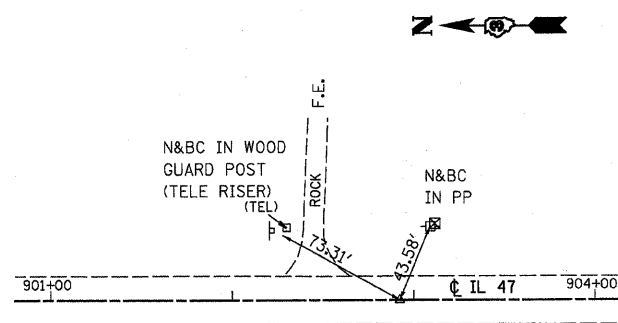 N
F.E.
N&BC IN WOOD
GUARD POST
(TELE RISER)
(TEL)
ROCK
N&BC
IN PP
73.31'
43.58'
901+00
℄ IL 47
904+00